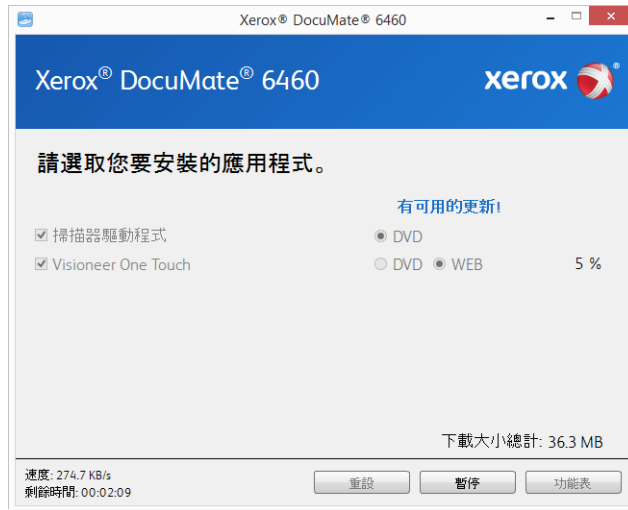 Xerox® DocuMate® 6460
Xerox® DocuMate® 6460
xerox ®
請選取您要安裝的應用程式。
有可用的更新!
掃描器驅動程式 DVD
Visioneer One Touch DVD WEB 5 %
下載大小總計: 36.3 MB
速度: 274.7 KB/s
剩餘時間: 00:02:09
重設 暫停 功能表